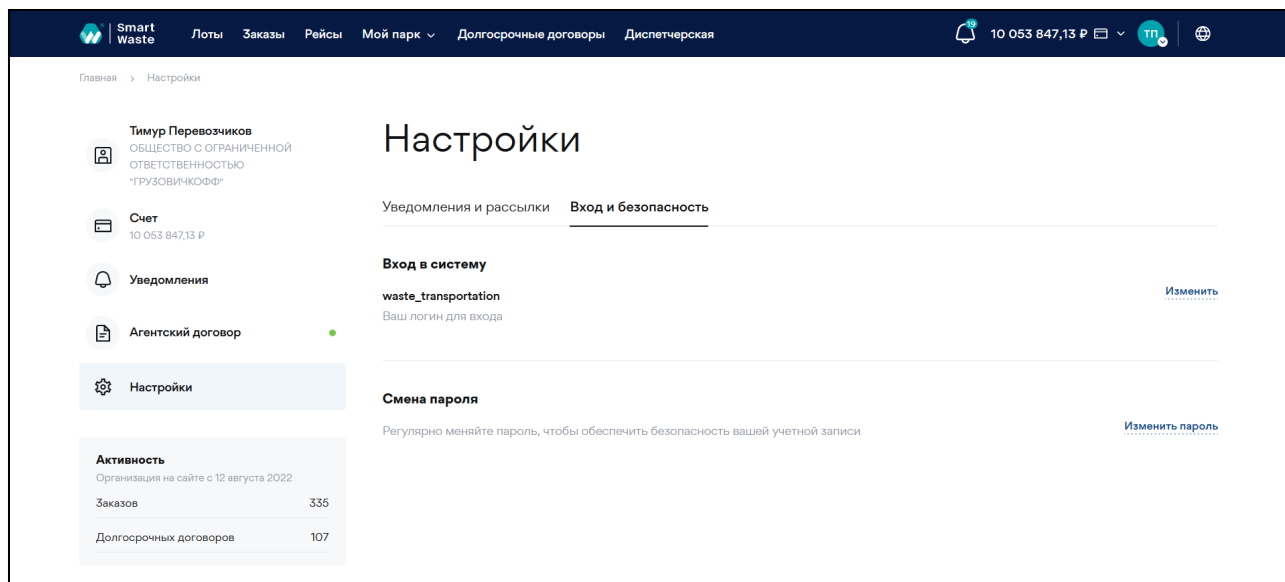 Smart
Waste
Лоты Заказы Рейсы Мой парк Долгосрочные договоры Диспетчерская 19 10 053 847,13 ₽ ТП
Главная > Настройки
Тимур Перевозчиков
ОБЩЕСТВО С ОГРАНИЧЕННОЙ
ОТВЕТСТВЕННОСТЬЮ
"ГРУЗОВИЧКОФФ"
Счет
10 053 847,13 ₽
Уведомления
Агентский договор
Настройки
Активность
Организация на сайте с 12 августа 2022
Заказов 335
Долгосрочных договоров 107
Настройки
Уведомления и рассылки Вход и безопасность
Вход в систему
waste_transportation Изменить
Ваш логин для входа
Смена пароля
Регулярно меняйте пароль, чтобы обеспечить безопасность вашей учетной записи Изменить пароль